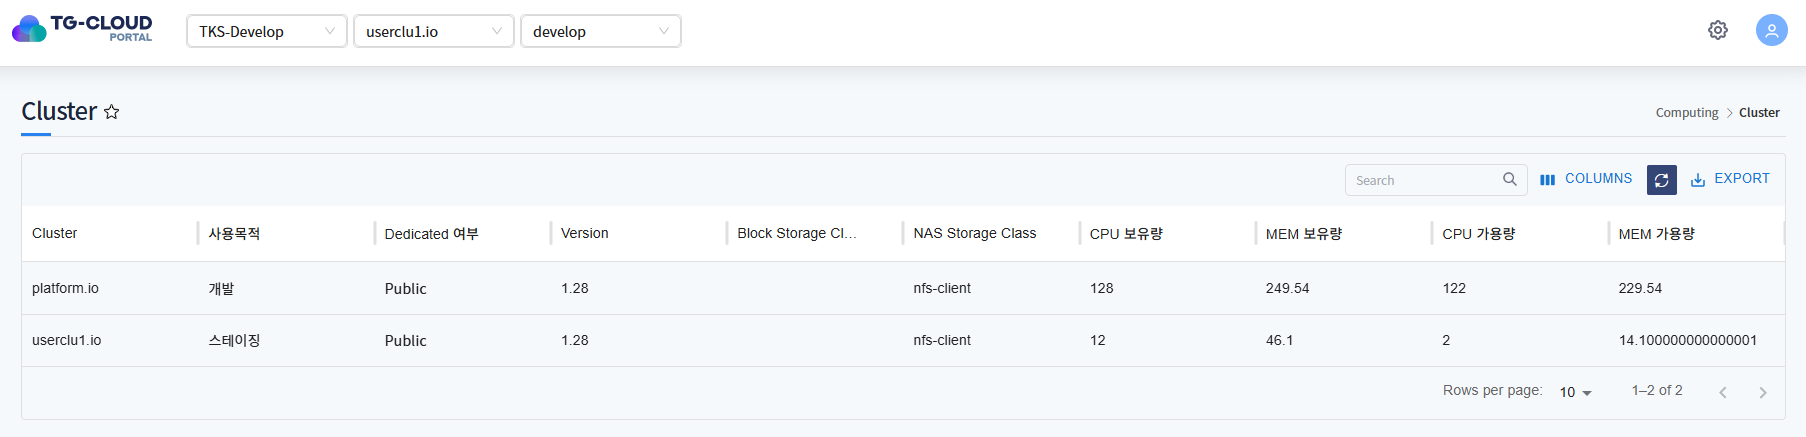 TG-CLOUD
PORTAL
TKS-Develop
userclu1.io
develop
Cluster
Computing > Cluster
Search
COLUMNS
EXPORT
Cluster 사용목적 Dedicated 여부 Version Block Storage Cl... NAS Storage Class CPU 보유량 MEM 보유량 CPU 가용량 MEM 가용량
platform.io 개발 Public 1.28 nfs-client 128 249.54 122 229.54
userclu1.io 스테이징 Public 1.28 nfs-client 12 46.1 2 14.100000000000001
Rows per page: 10 1–2 of 2